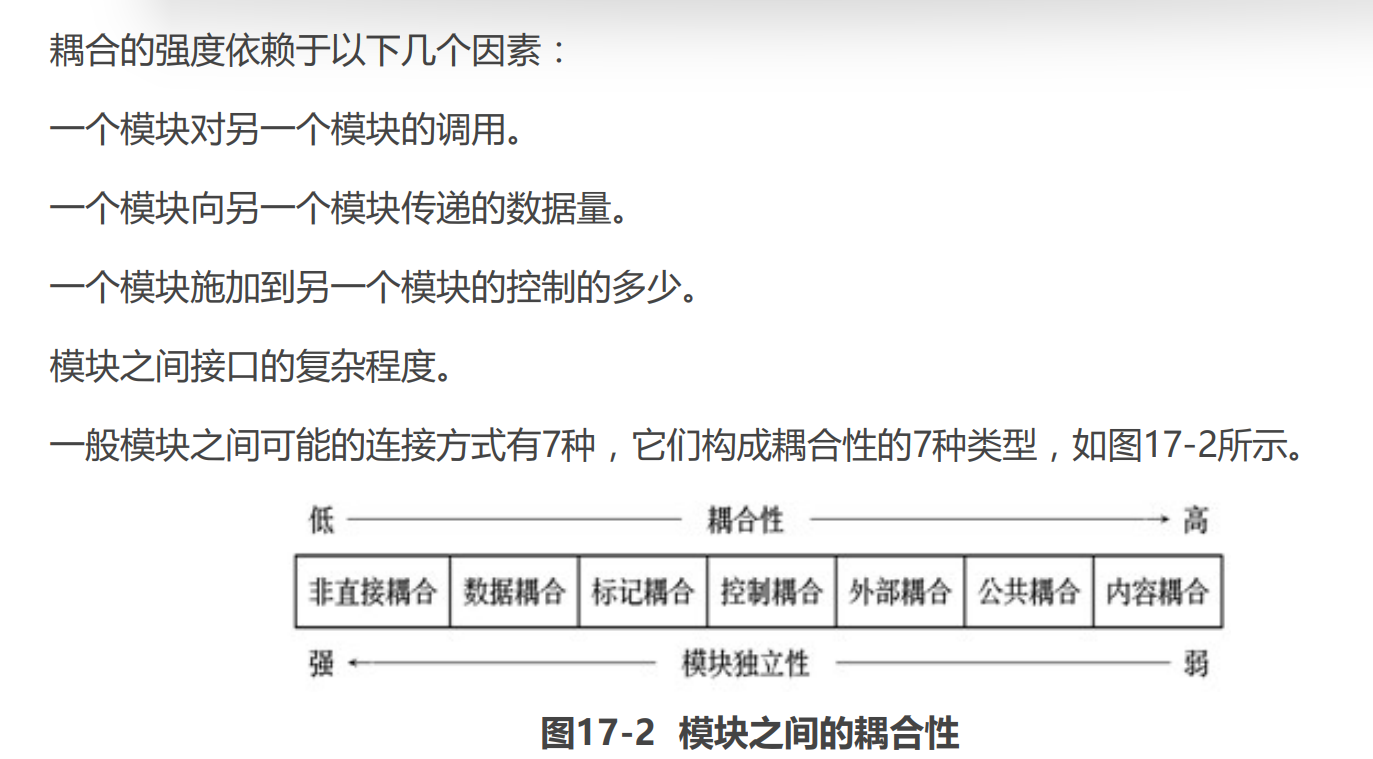 耦合的强度依赖于以下几个因素：
一个模块对另一个模块的调用。
一个模块向另一个模块传递的数据量。
一个模块施加到另一个模块的控制的多少。
模块之间接口的复杂程度。
一般模块之间可能的连接方式有7种，它们构成耦合性的7种类型，如图17-2所示。
低 耦合性 高
非直接耦合 数据耦合 标记耦合 控制耦合 外部耦合 公共耦合 内容耦合
强 模块独立性 弱
图17-2 模块之间的耦合性